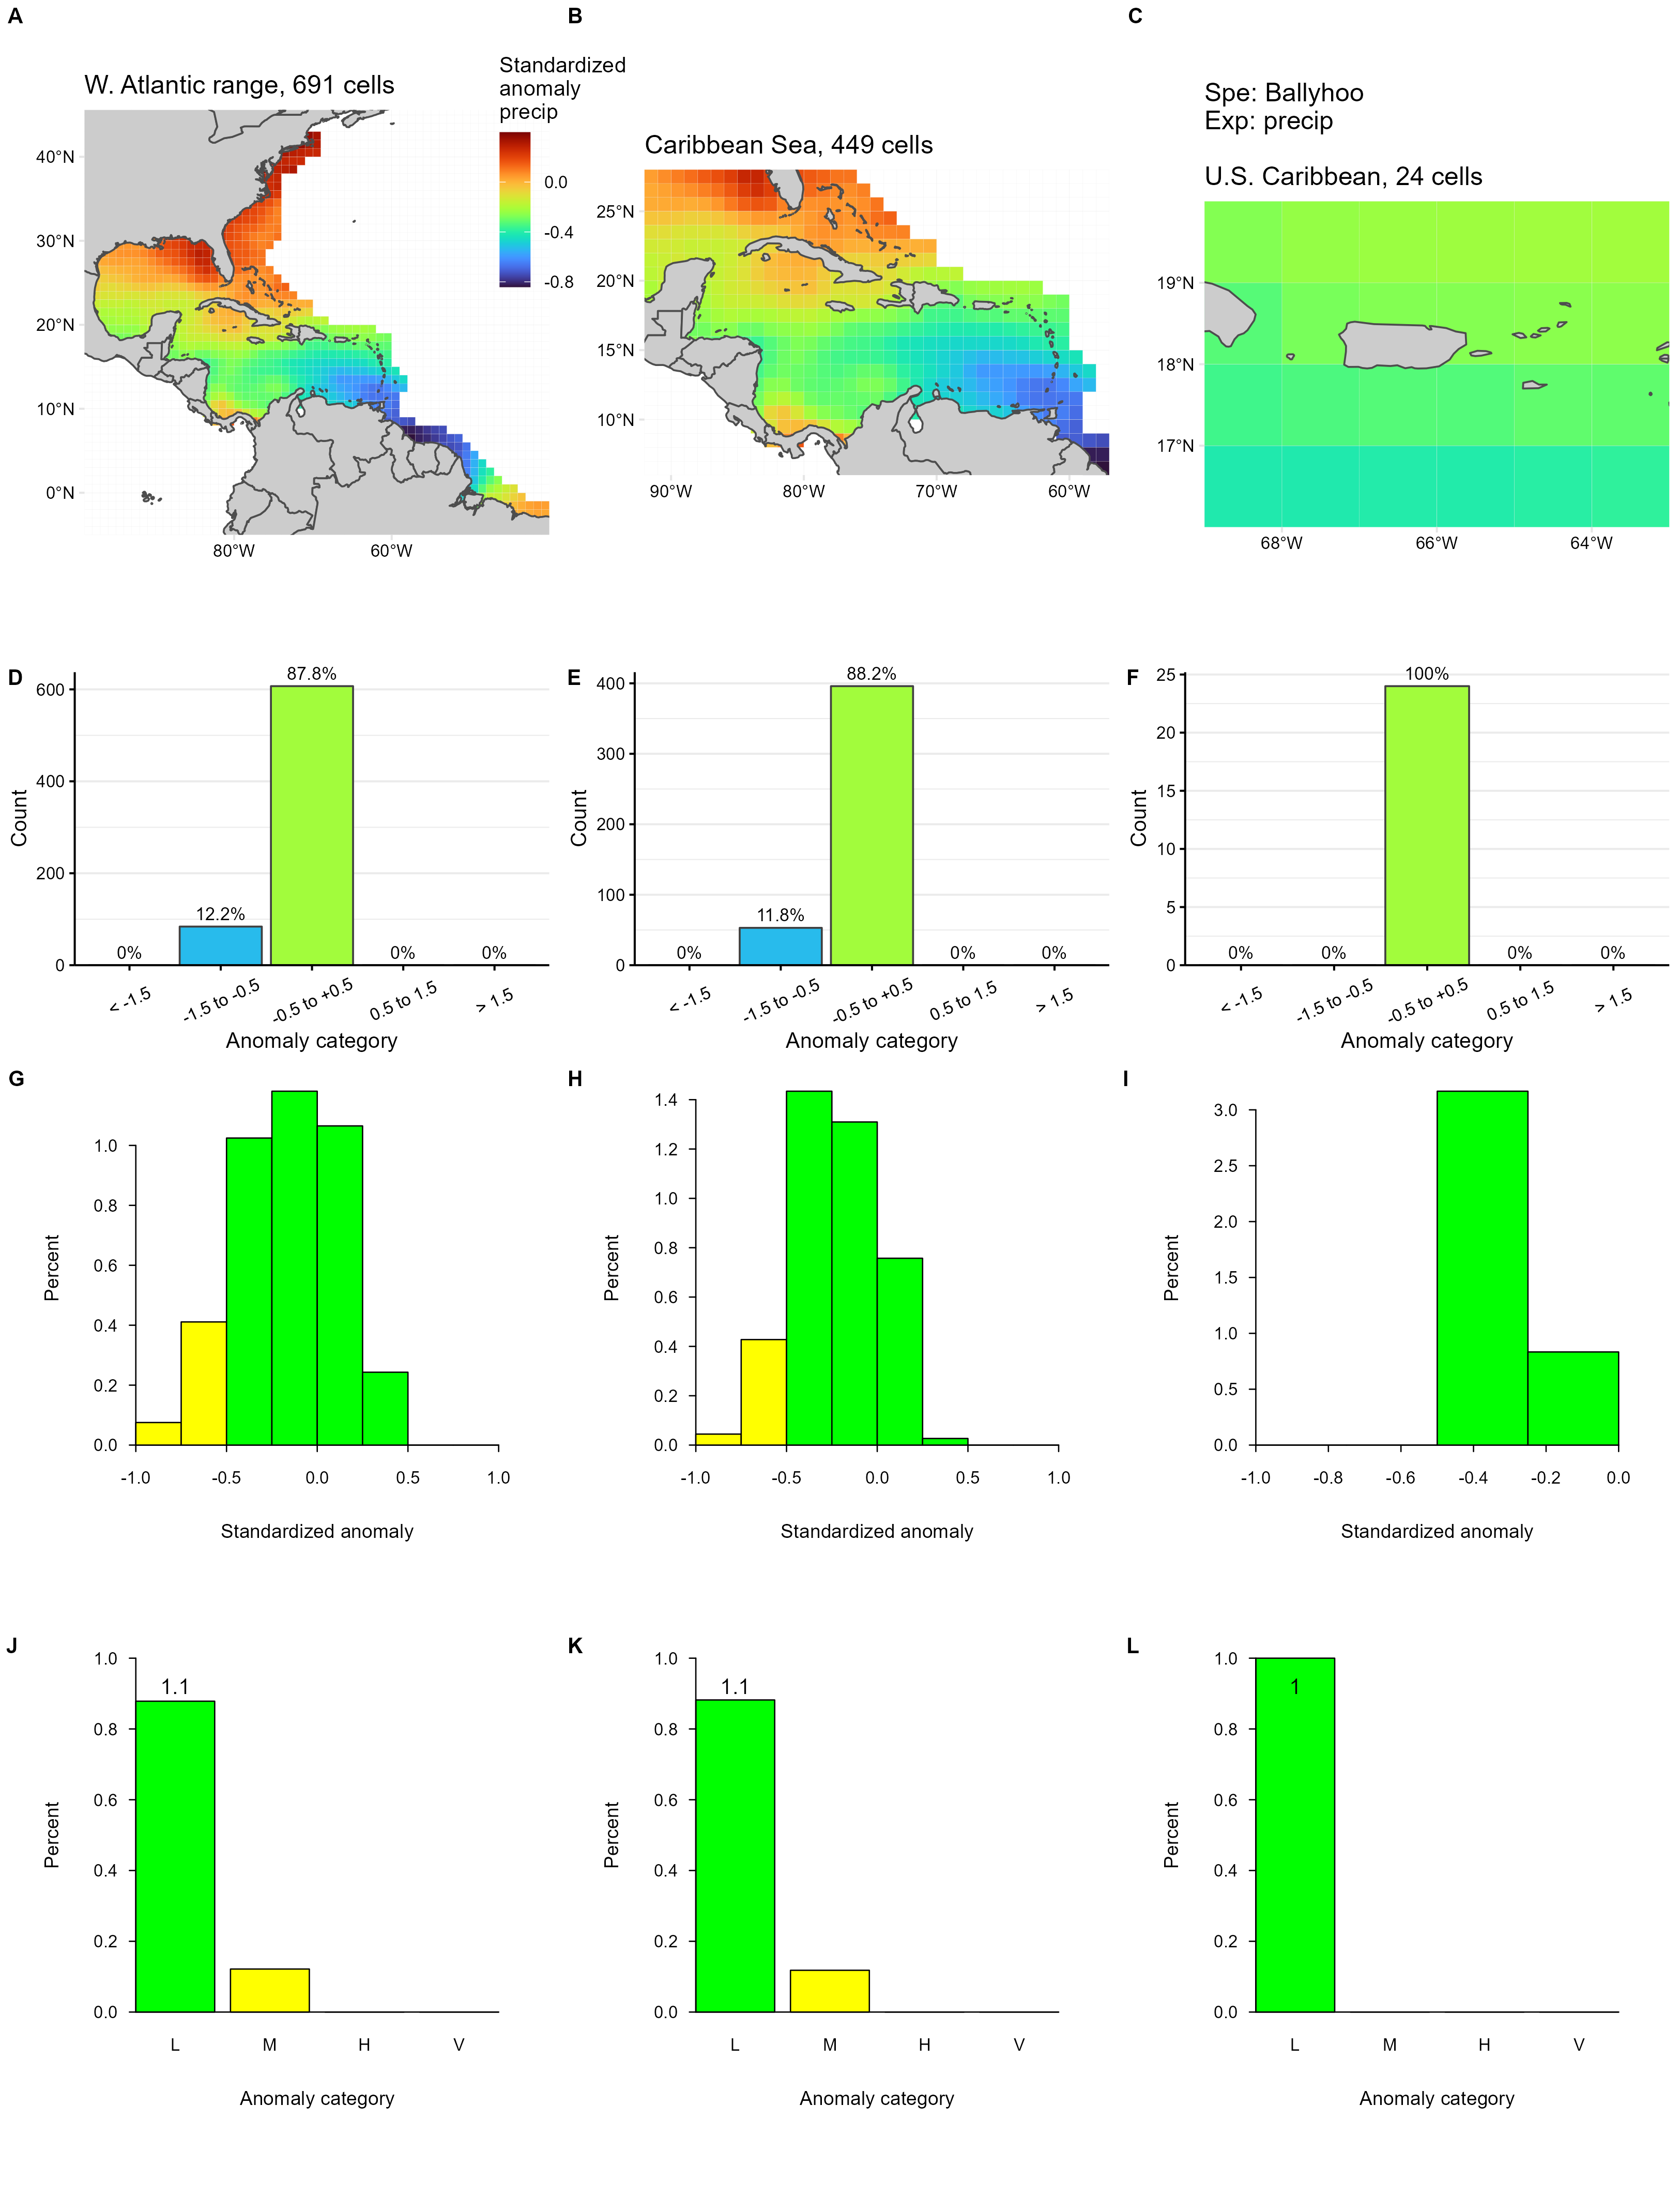 A
B
C
W. Atlantic range, 691 cells
Standardized
anomaly
precip
0.0
-0.4
-0.8
40°N
30°N
20°N
10°N
0°N
80°W
60°W
Caribbean Sea, 449 cells
25°N
20°N
15°N
10°N
90°W
80°W
70°W
60°W
Spe: Ballyhoo
Exp: precip
U.S. Caribbean, 24 cells
19°N
18°N
17°N
68°W
66°W
64°W
D
Count
600
400
200
0
0%
12.2%
87.8%
0%
0%
< -1.5
-1.5 to -0.5
-0.5 to +0.5
0.5 to 1.5
> 1.5
Anomaly category
E
Count
400
300
200
100
0
0%
11.8%
88.2%
0%
0%
< -1.5
-1.5 to -0.5
-0.5 to +0.5
0.5 to 1.5
> 1.5
Anomaly category
F
Count
25
20
15
10
5
0
0%
0%
100%
0%
0%
< -1.5
-1.5 to -0.5
-0.5 to +0.5
0.5 to 1.5
> 1.5
Anomaly category
G
Percent
1.0
0.8
0.6
0.4
0.2
0.0
-1.0
-0.5
0.0
0.5
1.0
Standardized anomaly
H
Percent
1.4
1.2
1.0
0.8
0.6
0.4
0.2
0.0
-1.0
-0.5
0.0
0.5
1.0
Standardized anomaly
I
Percent
3.0
2.5
2.0
1.5
1.0
0.5
0.0
-1.0
-0.8
-0.6
-0.4
-0.2
0.0
Standardized anomaly
J
Percent
1.0
0.8
0.6
0.4
0.2
0.0
1.1
L
M
H
V
Anomaly category
K
Percent
1.0
0.8
0.6
0.4
0.2
0.0
1.1
L
M
H
V
Anomaly category
L
Percent
1.0
0.8
0.6
0.4
0.2
0.0
1
L
M
H
V
Anomaly category